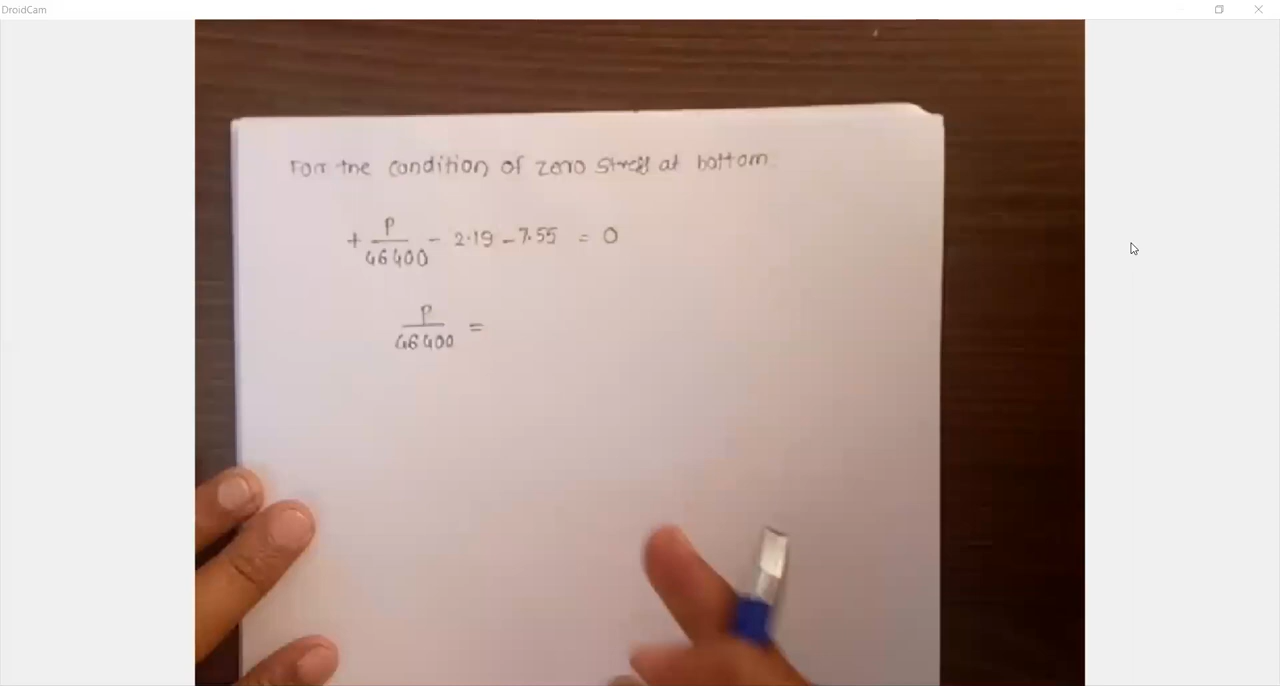 DroidCam
For the condition of zero stress at bottom
+ P/46400 - 2.19 - 7.55 = 0
P/46400 =